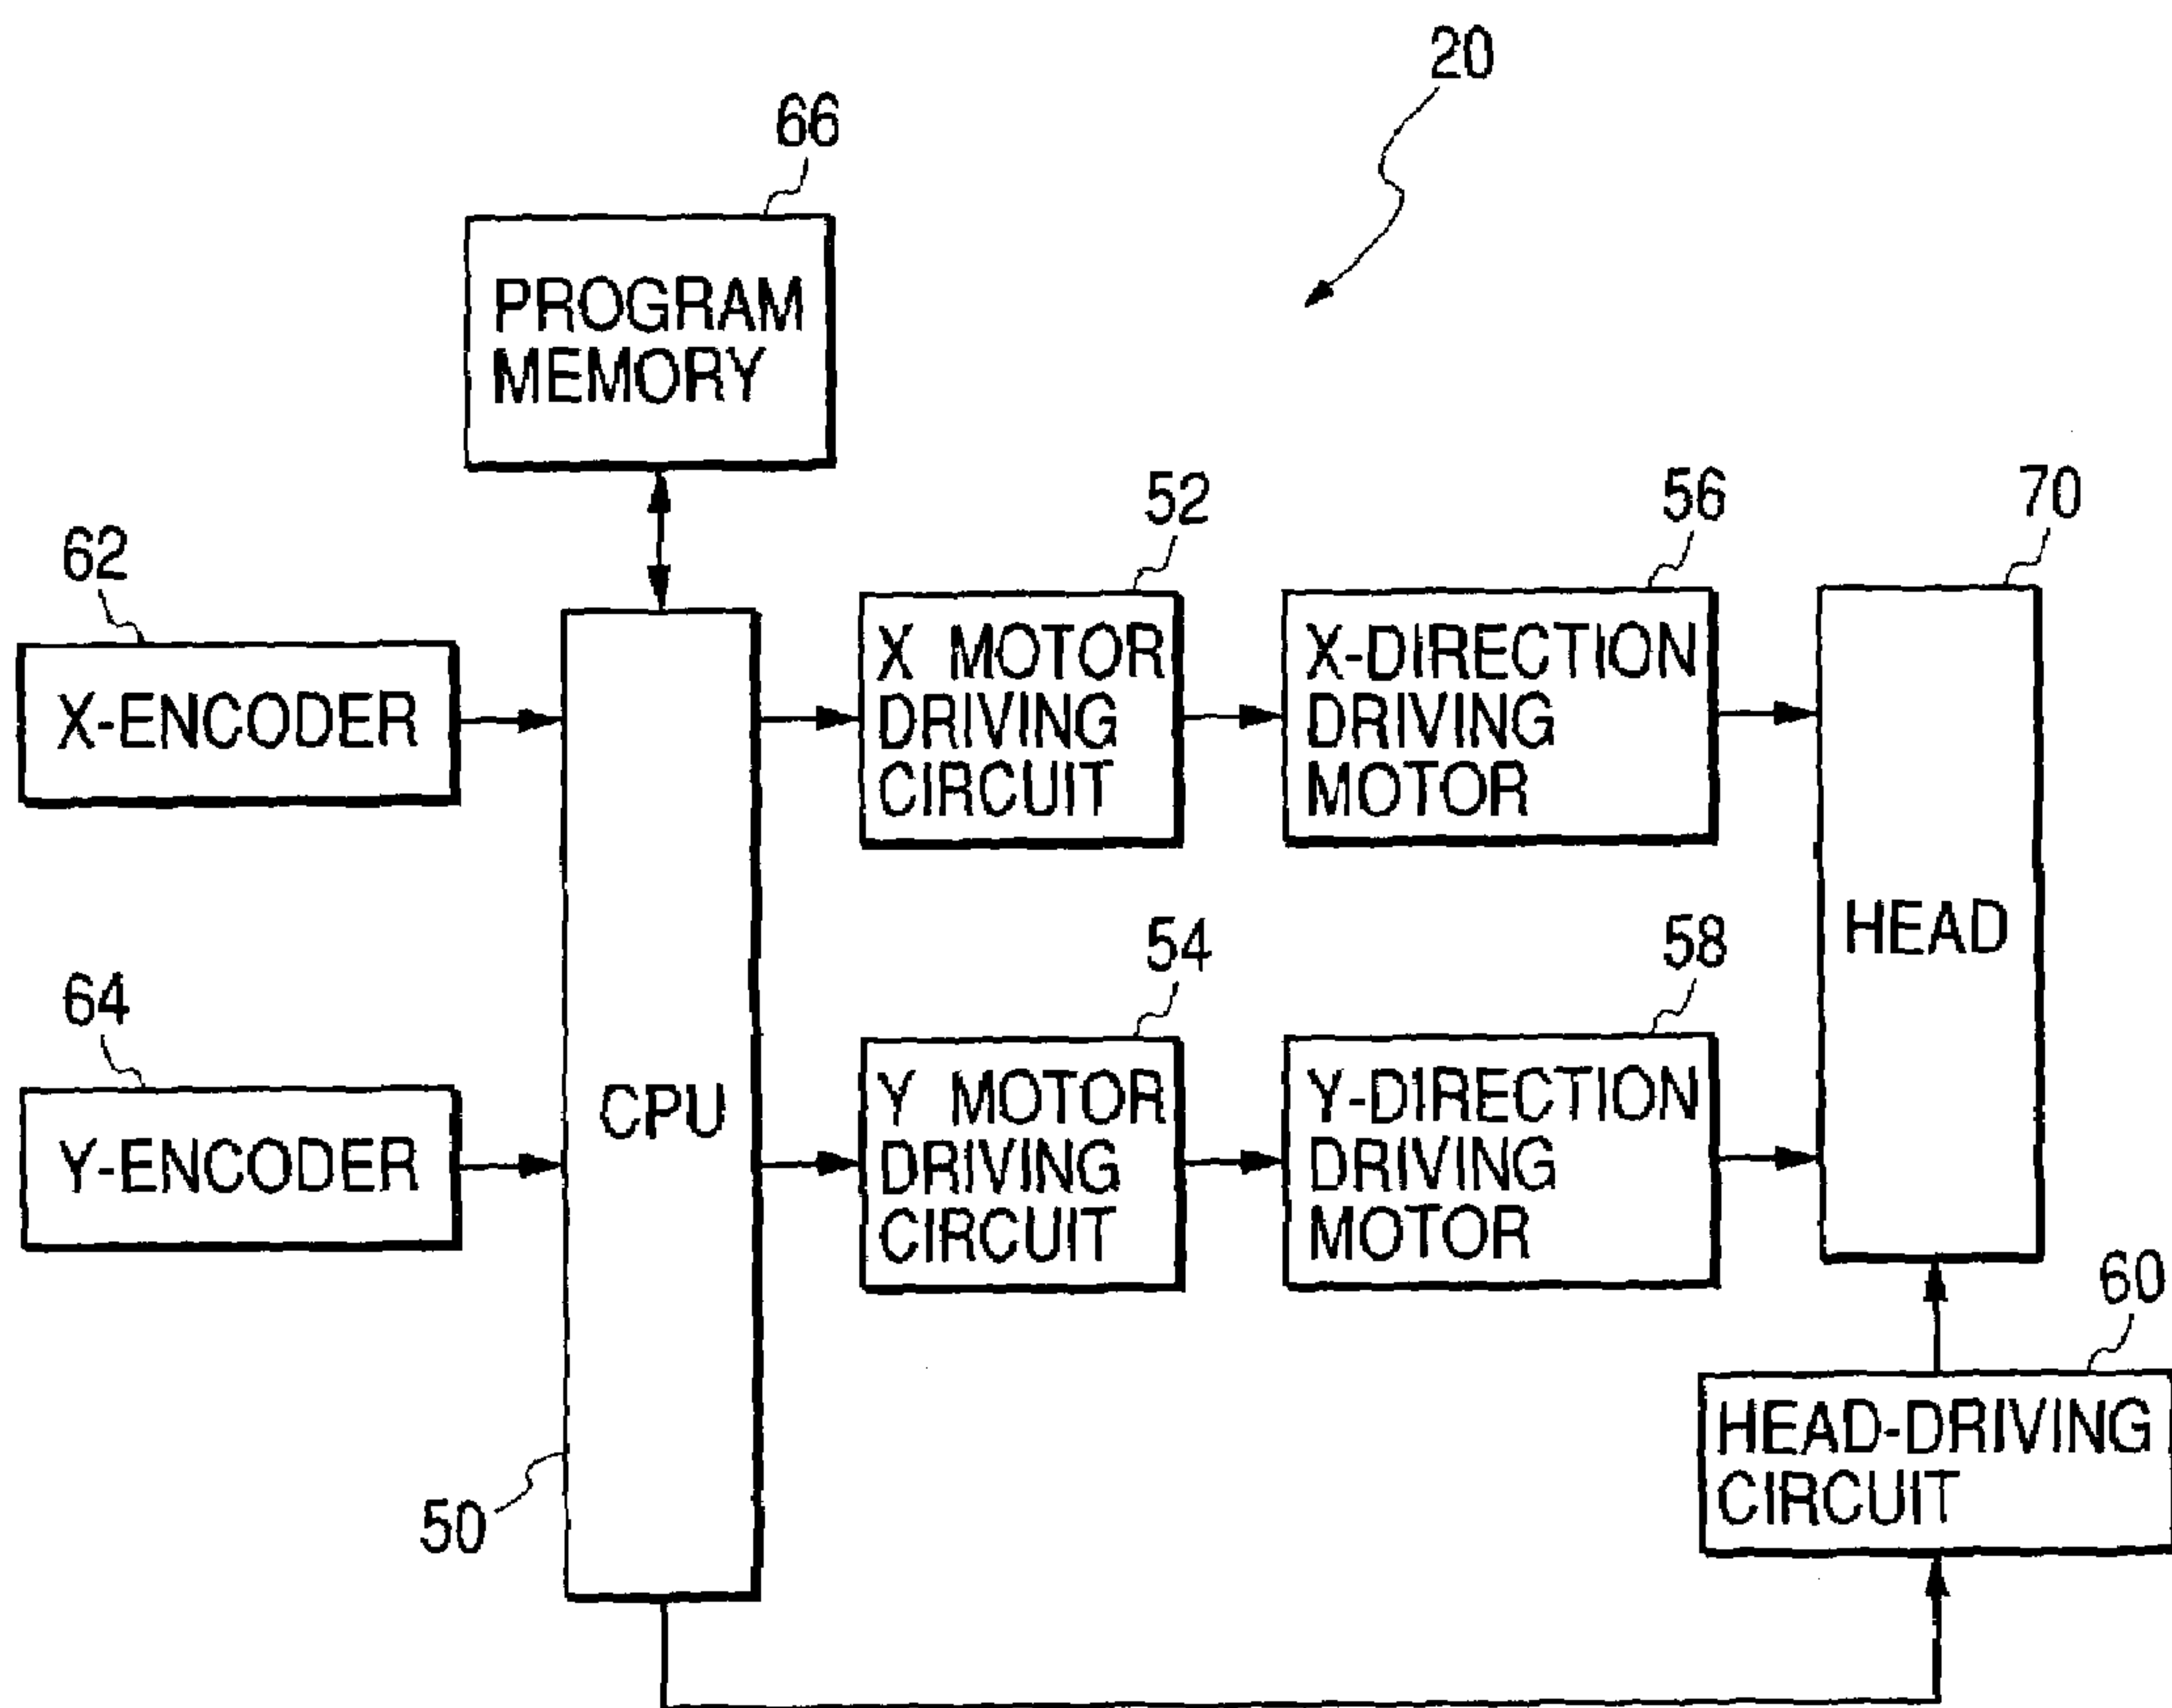 20
66
PROGRAM
MEMORY
62
X-ENCODER
52
X MOTOR
DRIVING
CIRCUIT
56
X-DIRECTION
DRIVING
MOTOR
70
HEAD
64
Y-ENCODER
CPU
50
54
Y MOTOR
DRIVING
CIRCUIT
58
Y-DIRECTION
DRIVING
MOTOR
60
HEAD-DRIVING
CIRCUIT